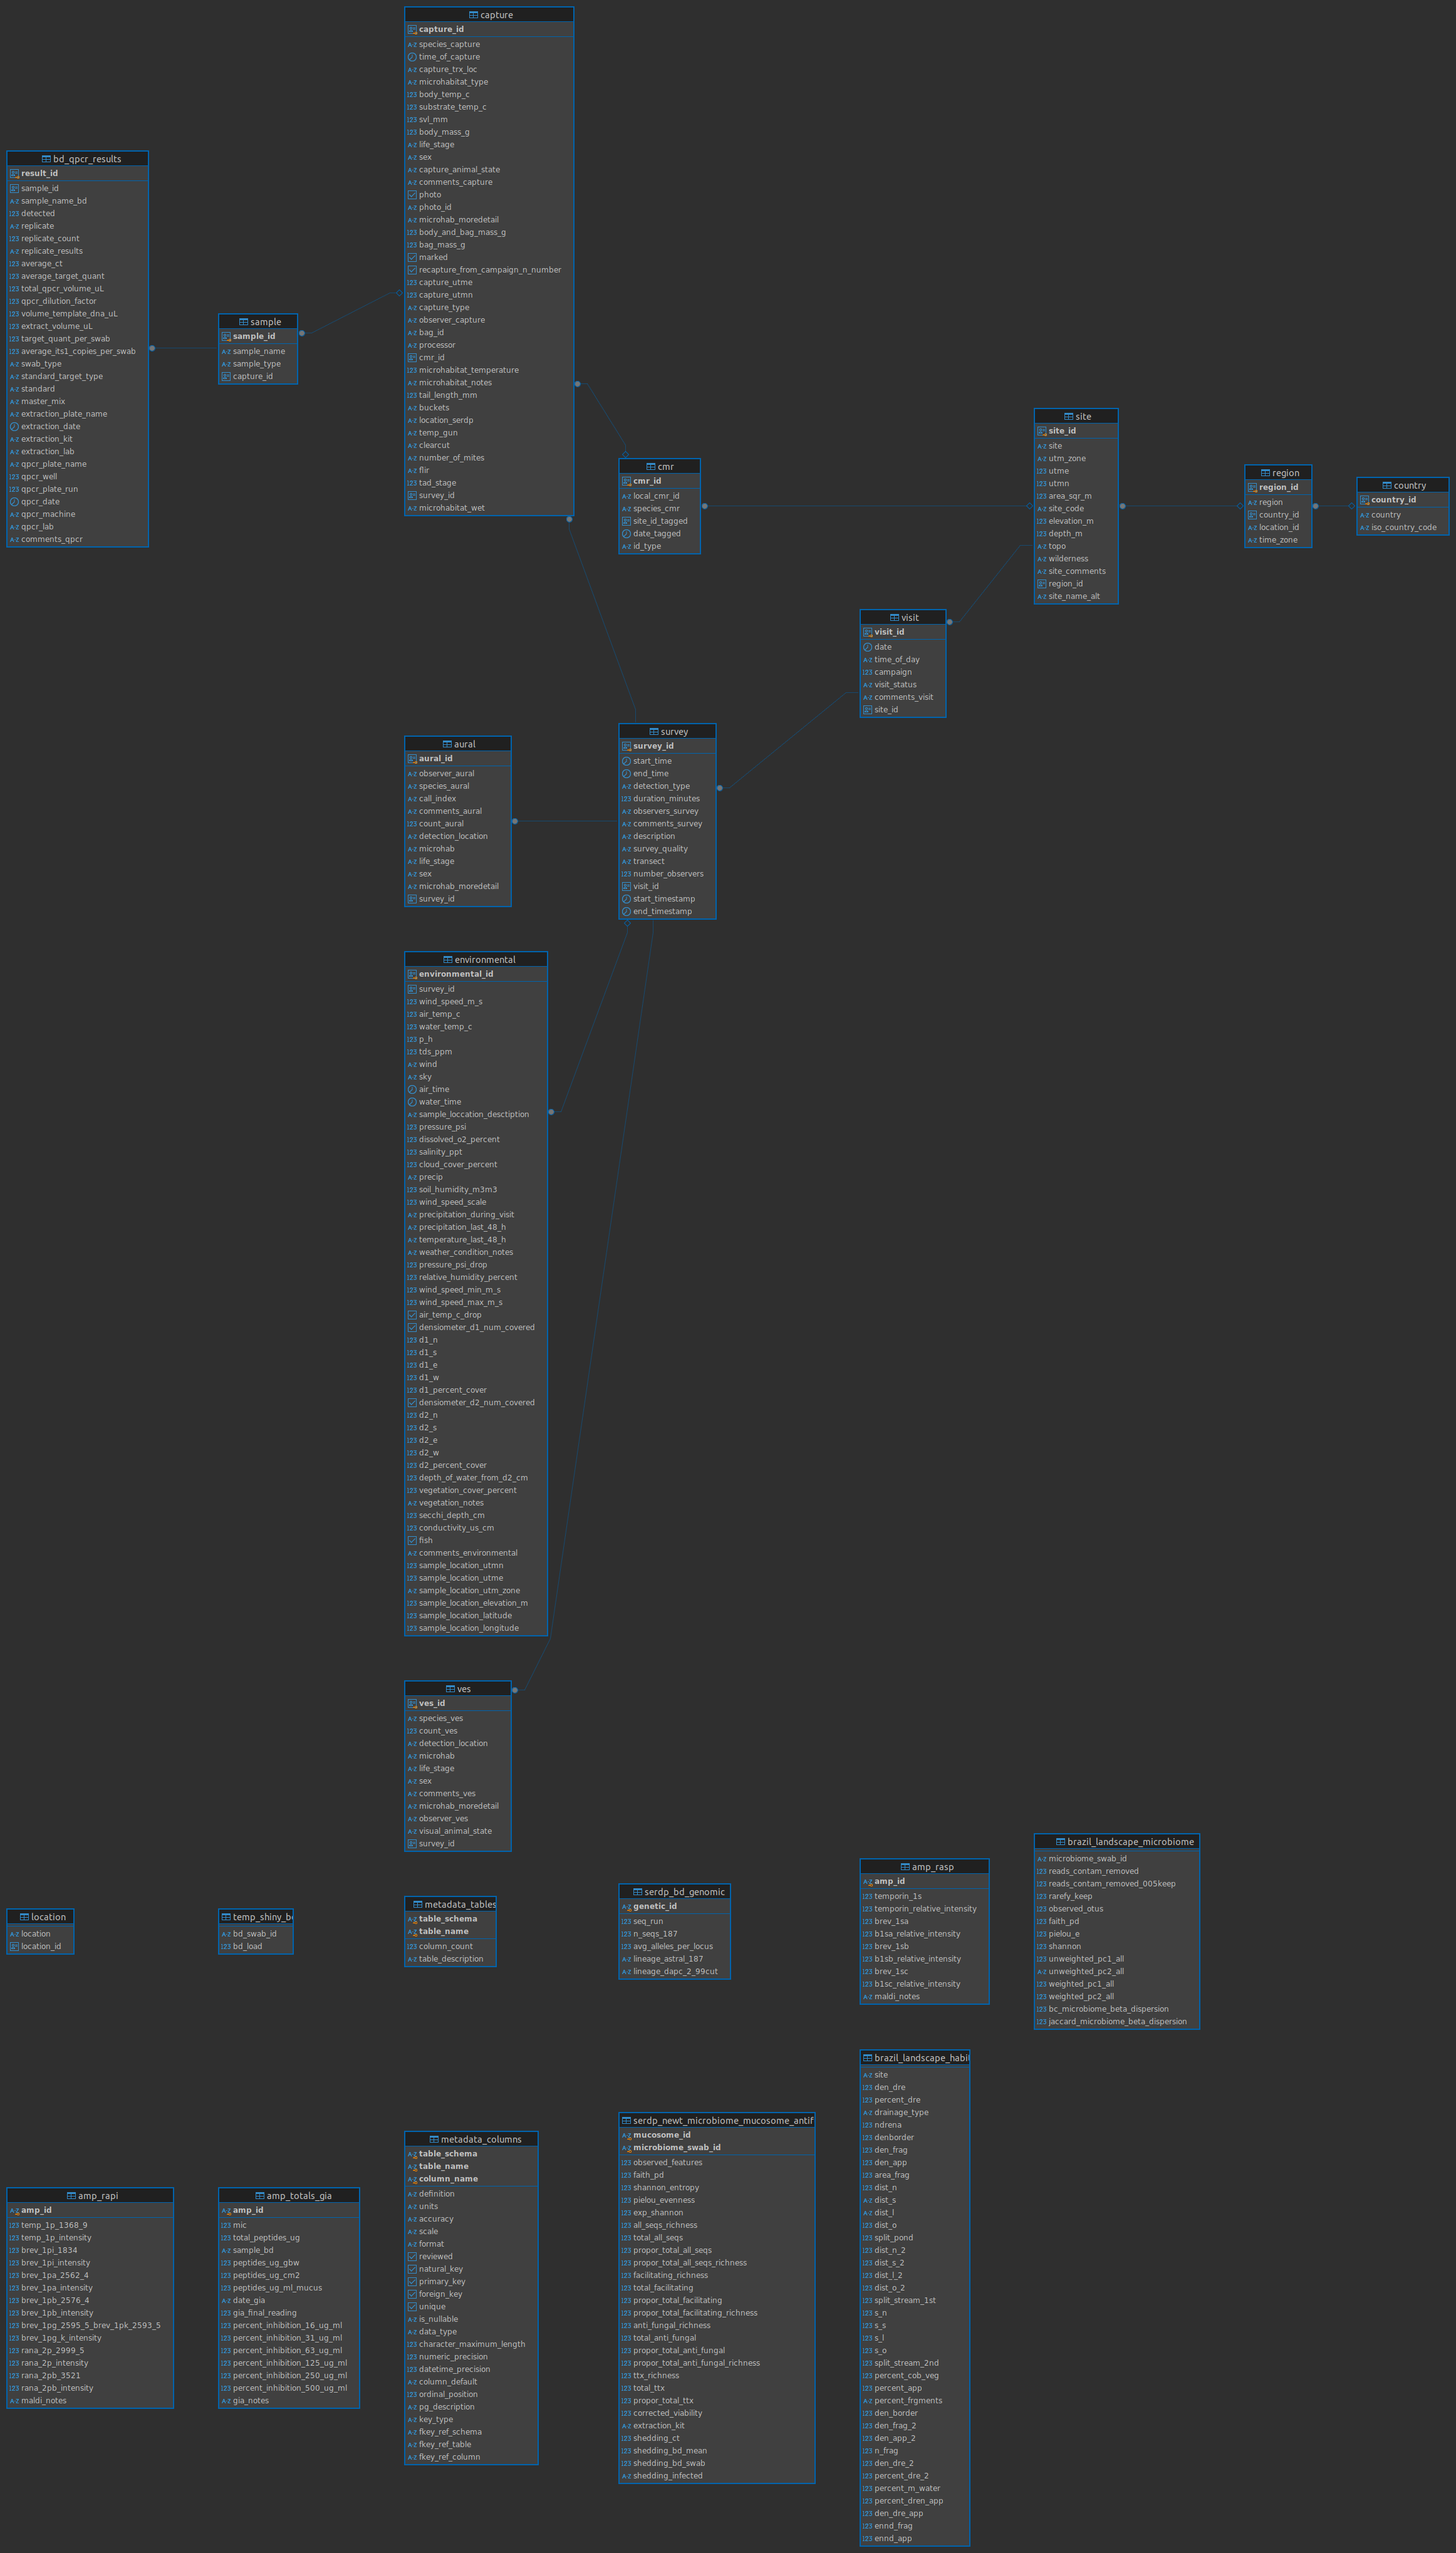 capture
capture_id
species_capture
time_of_capture
capture_trx_loc
microhabitat_type
body_temp_c
substrate_temp_c
svl_mm
body_mass_g
life_stage
sex
capture_animal_state
comments_capture
photo
photo_id
microhab_moredetail
body_and_bag_mass_g
bag_mass_g
marked
recapture_from_campaign_n_number
capture_utme
capture_utmn
capture_type
observer_capture
bag_id
processor
cmr_id
microhabitat_temperature
microhabitat_notes
tail_length_mm
buckets
location_serdp
temp_gun
clearcut
number_of_mites
flir
tad_stage
survey_id
microhabitat_wet
bd_qpcr_results
result_id
sample_id
sample_name_bd
detected
replicate
replicate_count
replicate_results
average_ct
average_target_quant
total_qpcr_volume_uL
qpcr_dilution_factor
volume_template_dna_uL
extract_volume_uL
target_quant_per_swab
average_its1_copies_per_swab
swab_type
standard_target_type
standard
master_mix
extraction_plate_name
extraction_date
extraction_kit
extraction_lab
qpcr_plate_name
qpcr_well
qpcr_plate_run
qpcr_date
qpcr_machine
qpcr_lab
comments_qpcr
sample
sample_id
sample_name
sample_type
capture_id
cmr
cmr_id
local_cmr_id
species_cmr
site_id_tagged
date_tagged
id_type
site
site_id
site
utm_zone
utme
utmn
area_sqr_m
site_code
elevation_m
depth_m
topo
wilderness
site_comments
region_id
site_name_alt
region
region_id
region
country_id
location_id
time_zone
country
country_id
country
iso_country_code
visit
visit_id
date
time_of_day
campaign
visit_status
comments_visit
site_id
survey
survey_id
start_time
end_time
detection_type
duration_minutes
observers_survey
comments_survey
description
survey_quality
transect
number_observers
visit_id
start_timestamp
end_timestamp
aural
aural_id
observer_aural
species_aural
call_index
comments_aural
count_aural
detection_location
microhab
life_stage
sex
microhab_moredetail
survey_id
environmental
environmental_id
survey_id
wind_speed_m_s
air_temp_c
water_temp_c
p_h
tds_ppm
wind
sky
air_time
water_time
sample_loccation_desctiption
pressure_psi
dissolved_o2_percent
salinity_ppt
cloud_cover_percent
precip
soil_humidity_m3m3
wind_speed_scale
precipitation_during_visit
precipitation_last_48_h
temperature_last_48_h
weather_condition_notes
pressure_psi_drop
relative_humidity_percent
wind_speed_min_m_s
wind_speed_max_m_s
air_temp_c_drop
densiometer_d1_num_covered
d1_n
d1_s
d1_e
d1_w
d1_percent_cover
densiometer_d2_num_covered
d2_n
d2_s
d2_e
d2_w
d2_percent_cover
depth_of_water_from_d2_cm
vegetation_cover_percent
vegetation_notes
secchi_depth_cm
conductivity_us_cm
fish
comments_environmental
sample_location_utmn
sample_location_utme
sample_location_utm_zone
sample_location_elevation_m
sample_location_latitude
sample_location_longitude
ves
ves_id
species_ves
count_ves
detection_location
microhab
life_stage
sex
comments_ves
microhab_moredetail
observer_ves
visual_animal_state
survey_id
location
location
location_id
temp_shiny_b
bd_swab_id
bd_load
metadata_tables
table_schema
table_name
column_count
table_description
serdp_bd_genomic
genetic_id
seq_run
n_seqs_187
avg_alleles_per_locus
lineage_astral_187
lineage_dapc_2_99cut
amp_rasp
amp_id
temporin_1s
temporin_relative_intensity
brev_1sa
b1sa_relative_intensity
brev_1sb
b1sb_relative_intensity
brev_1sc
b1sc_relative_intensity
maldi_notes
brazil_landscape_microbiome
microbiome_swab_id
reads_contam_removed
reads_contam_removed_005keep
rarefy_keep
observed_otus
faith_pd
pielou_e
shannon
unweighted_pc1_all
unweighted_pc2_all
weighted_pc1_all
weighted_pc2_all
bc_microbiome_beta_dispersion
jaccard_microbiome_beta_dispersion
amp_rapi
amp_id
temp_1p_1368_9
temp_1p_intensity
brev_1pi_1834
brev_1pi_intensity
brev_1pa_2562_4
brev_1pa_intensity
brev_1pb_2576_4
brev_1pb_intensity
brev_1pg_2595_5_brev_1pk_2593_5
brev_1pg_k_intensity
rana_2p_2999_5
rana_2p_intensity
rana_2pb_3521
rana_2pb_intensity
maldi_notes
amp_totals_gia
amp_id
mic
total_peptides_ug
sample_bd
peptides_ug_gbw
peptides_ug_cm2
peptides_ug_ml_mucus
date_gia
gia_final_reading
percent_inhibition_16_ug_ml
percent_inhibition_31_ug_ml
percent_inhibition_63_ug_ml
percent_inhibition_125_ug_ml
percent_inhibition_250_ug_ml
percent_inhibition_500_ug_ml
gia_notes
metadata_columns
table_schema
table_name
column_name
definition
units
accuracy
scale
format
reviewed
natural_key
primary_key
foreign_key
unique
is_nullable
data_type
character_maximum_length
numeric_precision
datetime_precision
column_default
ordinal_position
pg_description
key_type
fkey_ref_schema
fkey_ref_table
fkey_ref_column
serdp_newt_microbiome_mucosome_antif
mucosome_id
microbiome_swab_id
observed_features
faith_pd
shannon_entropy
pielou_evenness
exp_shannon
all_seqs_richness
total_all_seqs
propor_total_all_seqs
propor_total_all_seqs_richness
facilitating_richness
total_facilitating
propor_total_facilitating
propor_total_facilitating_richness
anti_fungal_richness
total_anti_fungal
propor_total_anti_fungal
propor_total_anti_fungal_richness
ttx_richness
total_ttx
propor_total_ttx
corrected_viability
extraction_kit
shedding_ct
shedding_bd_mean
shedding_bd_swab
shedding_infected
brazil_landscape_habi
site
den_dre
percent_dre
drainage_type
ndrena
denborder
den_frag
den_app
area_frag
dist_n
dist_s
dist_l
dist_o
split_pond
dist_n_2
dist_s_2
dist_l_2
dist_o_2
split_stream_1st
s_n
s_s
s_l
s_o
split_stream_2nd
percent_cob_veg
percent_app
percent_frgments
den_border
den_frag_2
den_app_2
n_frag
den_dre_2
percent_dre_2
percent_m_water
percent_dren_app
den_dre_app
ennd_frag
ennd_app